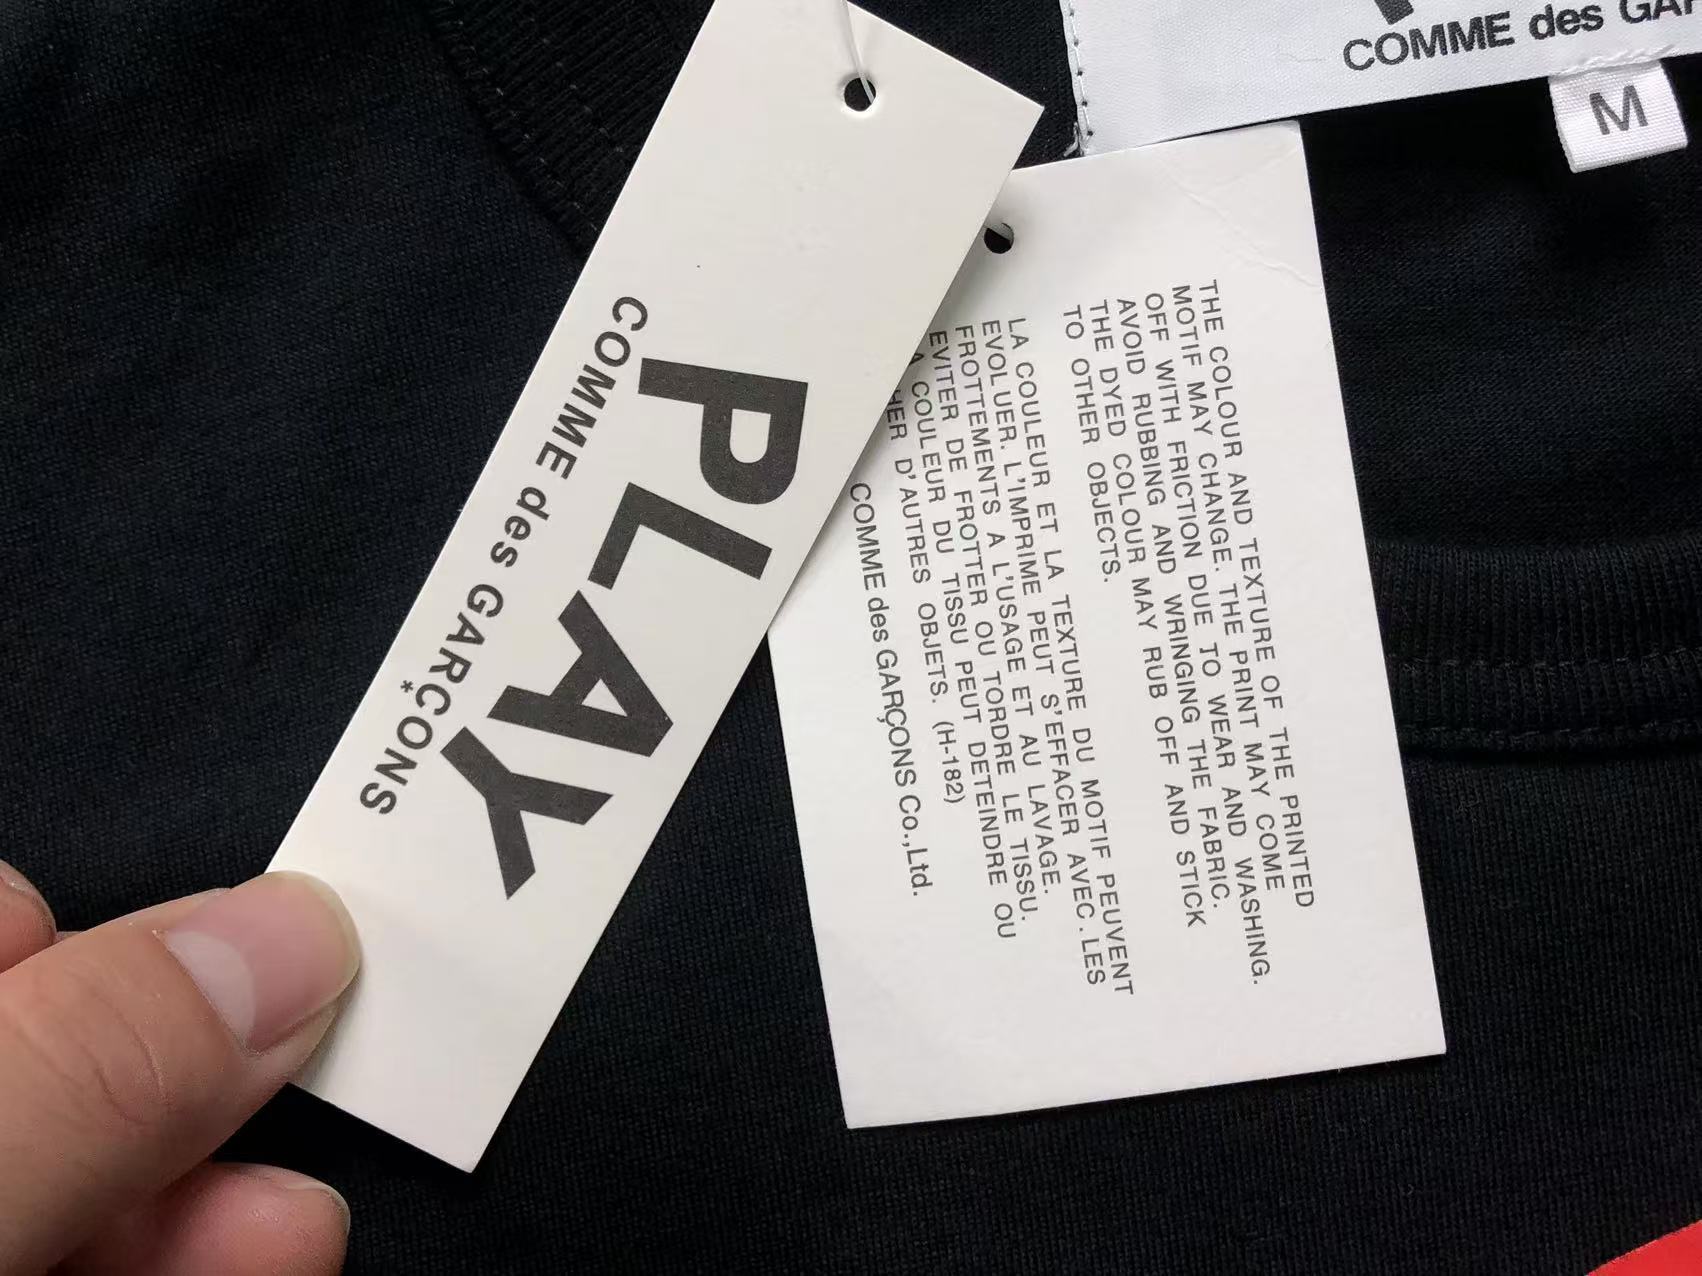 COMME des
M
PLAY
COMME des GARÇONS
*
THE COLOUR AND TEXTURE OF THE PRINTED
MOTIF MAY CHANGE. THE PRINT MAY COME
OFF WITH FRICTION DUE TO WEAR AND WASHING.
AVOID RUBBING AND WRINGING THE FABRIC.
THE DYED COLOUR MAY RUB OFF AND STICK
TO OTHER OBJECTS.
LA COULEUR ET LA TEXTURE DU MOTIF PEUVENT
EVOLUER. L'IMPRIME PEUT S'EFFACER AVEC.LES
FROTTEMENTS A L'USAGE ET AU LAVAGE.
EVITER DE FROTTER OU TORDRE LE TISSU.
COULEUR DU TISSU PEUT DETEINDRE OU
D'AUTRES OBJETS. (H-182)
COMME des GARÇONS Co.,Ltd.